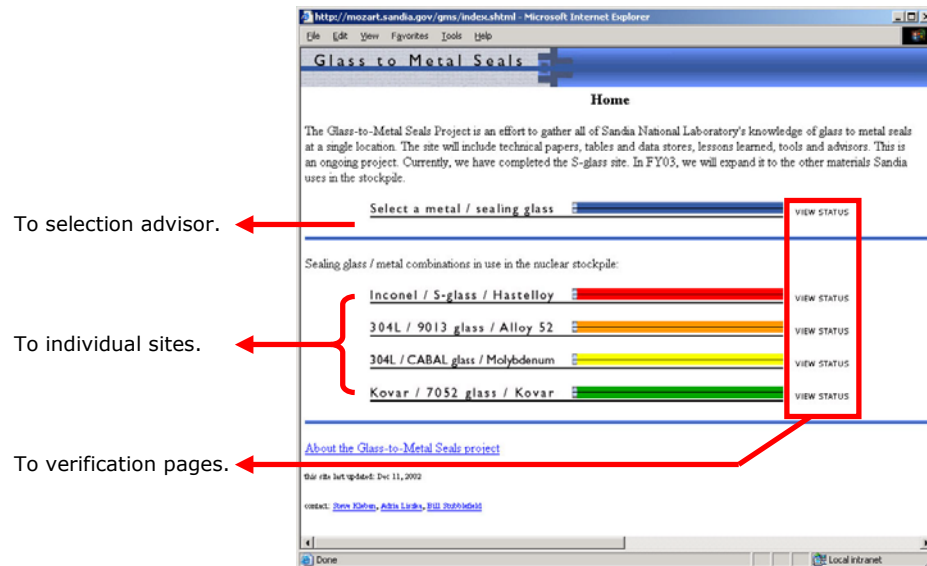 http://mozart.sandia.gov/gms/index.shtml - Microsoft Internet Explorer
File Edit View Favorites Tools Help
Glass to Metal Seals
Home
The Glass-to-Metal Seals Project is an effort to gather all of Sandia National Laboratory's knowledge of glass to metal seals
at a single location. The site will include technical papers, tables and data stores, lessons learned, tools and advisors. This is
an ongoing project. Currently, we have completed the S-glass site. In FY03, we will expand it to the other materials Sandia
uses in the stockpile.
To selection advisor.
Select a metal / sealing glass VIEW STATUS
Sealing glass / metal combinations in use in the nuclear stockpile:
Inconel / S-glass / Hastelloy VIEW STATUS
304L / 9013 glass / Alloy 52 VIEW STATUS
To individual sites.
304L / CABAL glass / Molybdenum VIEW STATUS
Kovar / 7052 glass / Kovar VIEW STATUS
About the Glass-to-Metal Seals project
To verification pages.
this site last updated: Dec 11, 2002
contact: Steve Kleban, Adria Liszka, Bill Stubblefield
Done Local intranet